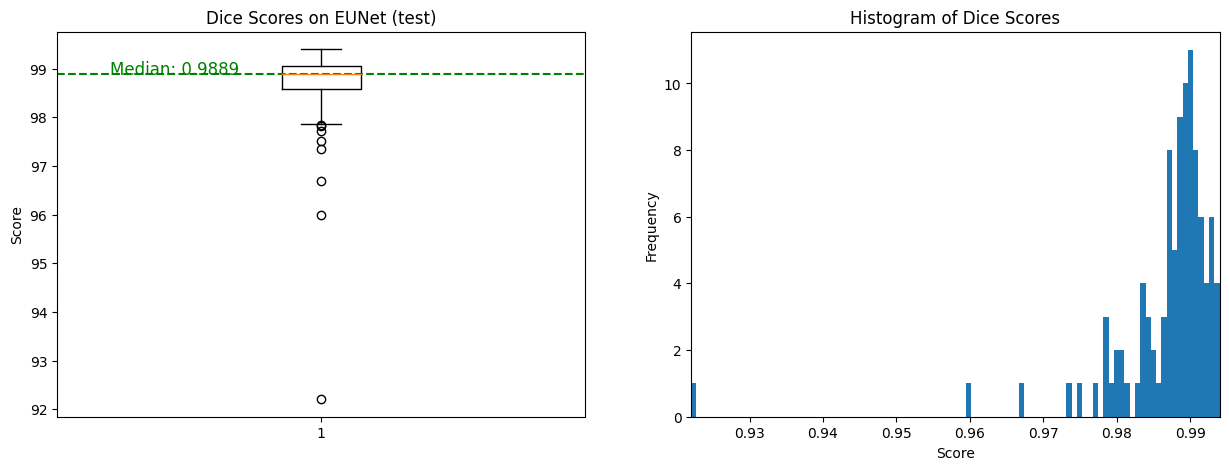 Dice Scores on EUNet (test)
Median: 0.9889
Score
99
98
97
96
95
94
93
92
1
Histogram of Dice Scores
Frequency
10
8
6
4
2
0
0.93 0.94 0.95 0.96 0.97 0.98 0.99
Score